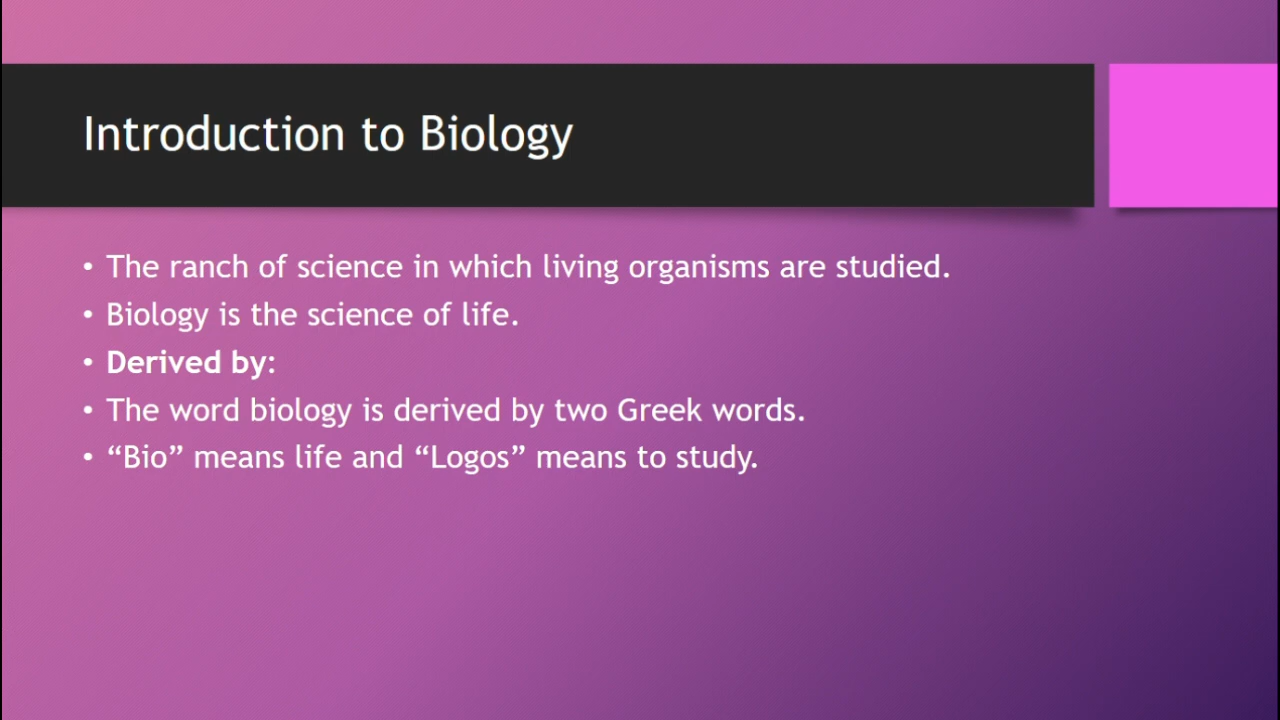 Introduction to Biology
• The ranch of science in which living organisms are studied.
• Biology is the science of life.
• Derived by:
• The word biology is derived by two Greek words.
• “Bio” means life and “Logos” means to study.